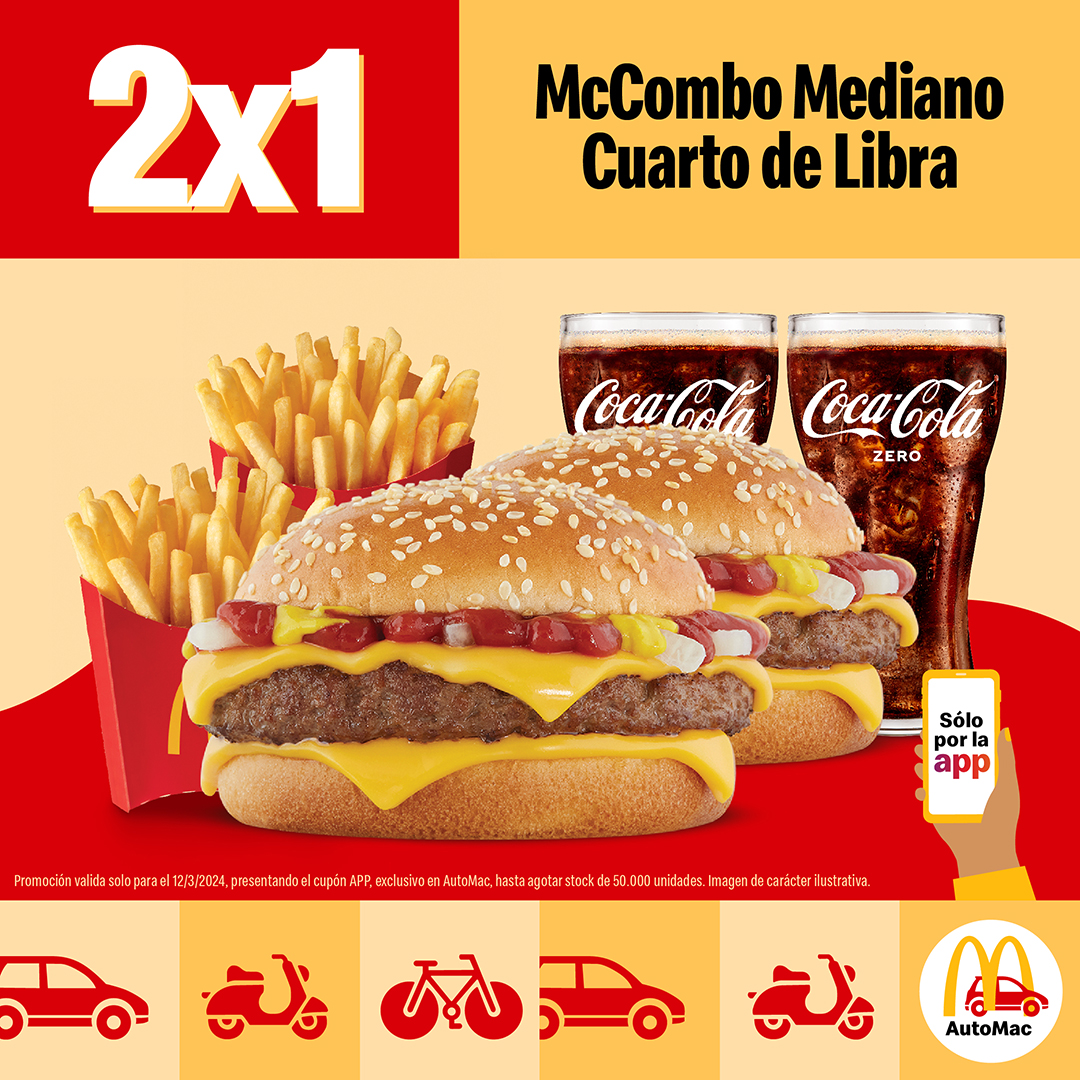 2x1
McCombo Mediano
Cuarto de Libra
Coca-Cola
Coca-Cola
ZERO
Sólo
por la
app
Promoción valida solo para el 12/3/2024, presentando el cupón APP, exclusivo en AutoMac, hasta agotar stock de 50.000 unidades. Imagen de carácter ilustrativa.
AutoMac